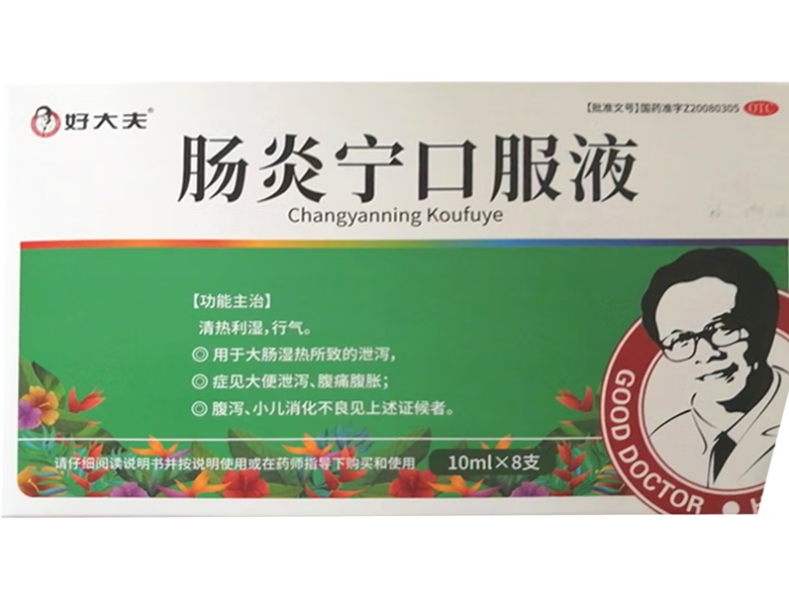 好大夫®
【批准文号】国药准字Z20080305 OTC
肠炎宁口服液
Changyanning Koufuye
【功能主治】
清热利湿,行气。
◎ 用于大肠湿热所致的泄泻,
◎ 症见大便泄泻、腹痛腹胀;
◎ 腹泻、小儿消化不良见上述证候者。
请仔细阅读说明书并按说明使用或在药师指导下购买和使用
10ml×8支
GOOD DOCTOR